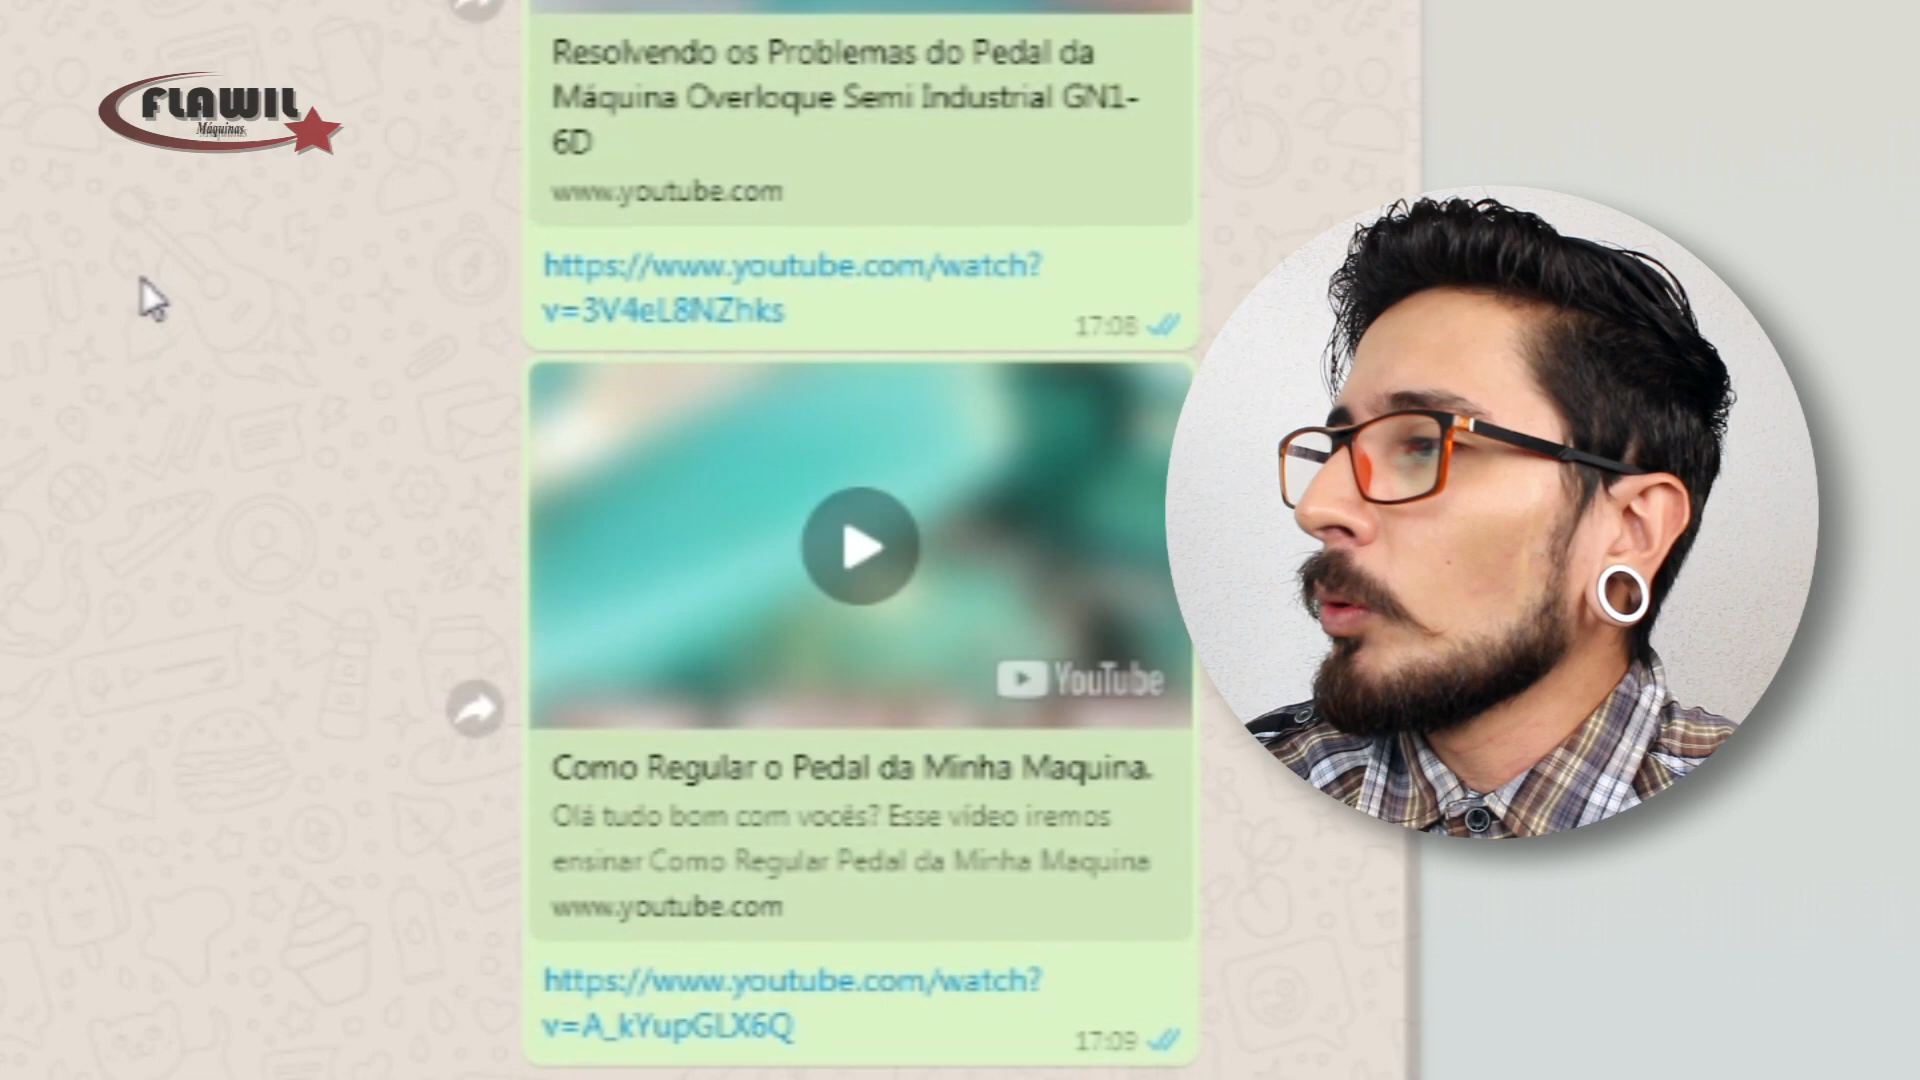 FLAWIL
Máquinas
Resolvendo os Problemas do Pedal da
Máquina Overloque Semi Industrial GN1-
6D
www.youtube.com
https://www.youtube.com/watch?
v=3V4eL8NZhks
17:08
YouTube
Como Regular o Pedal da Minha Maquina.
Olá tudo bom com vocês? Esse vídeo iremos
ensinar Como Regular Pedal da Minha Maquina
www.youtube.com
https://www.youtube.com/watch?
v=A_kYupGLX6Q
17:09